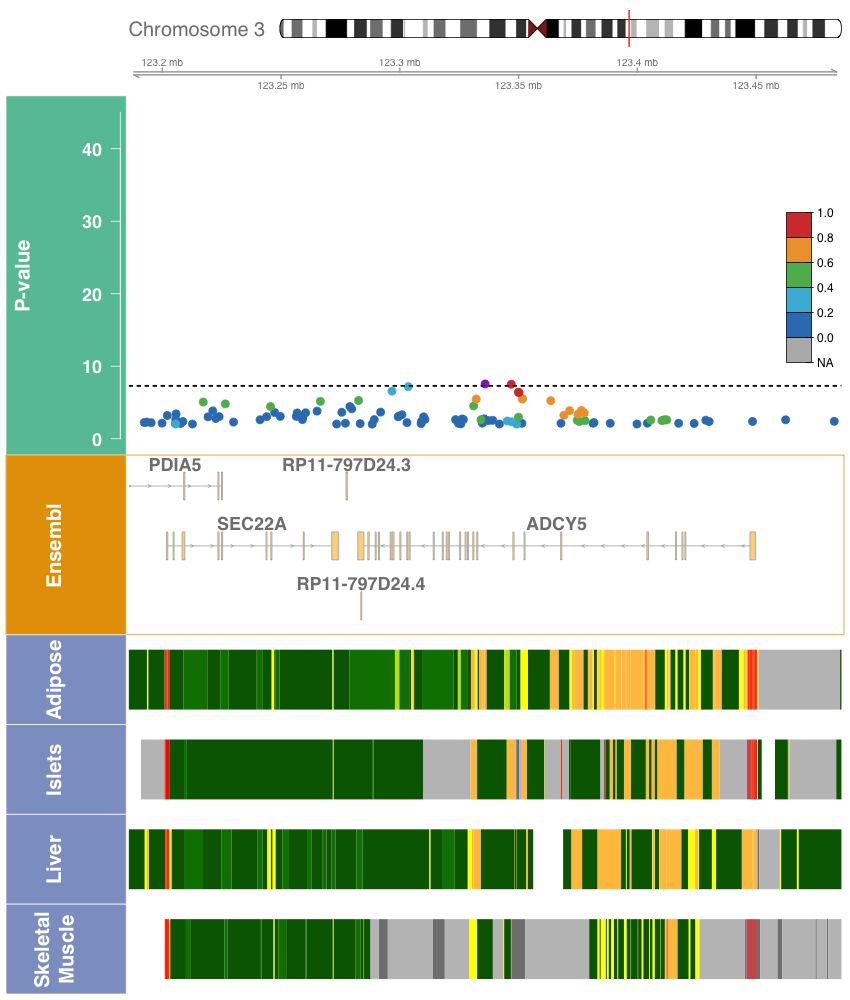 Chromosome 3
123.2 mb
123.3 mb
123.4 mb
123.25 mb
123.35 mb
123.45 mb
P-value
40
30
20
10
0
1.0
0.8
0.6
0.4
0.2
0.0
NA
Ensembl
PDIA5
RP11-797D24.3
SEC22A
ADCY5
RP11-797D24.4
Adipose
Islets
Liver
Skeletal
Muscle